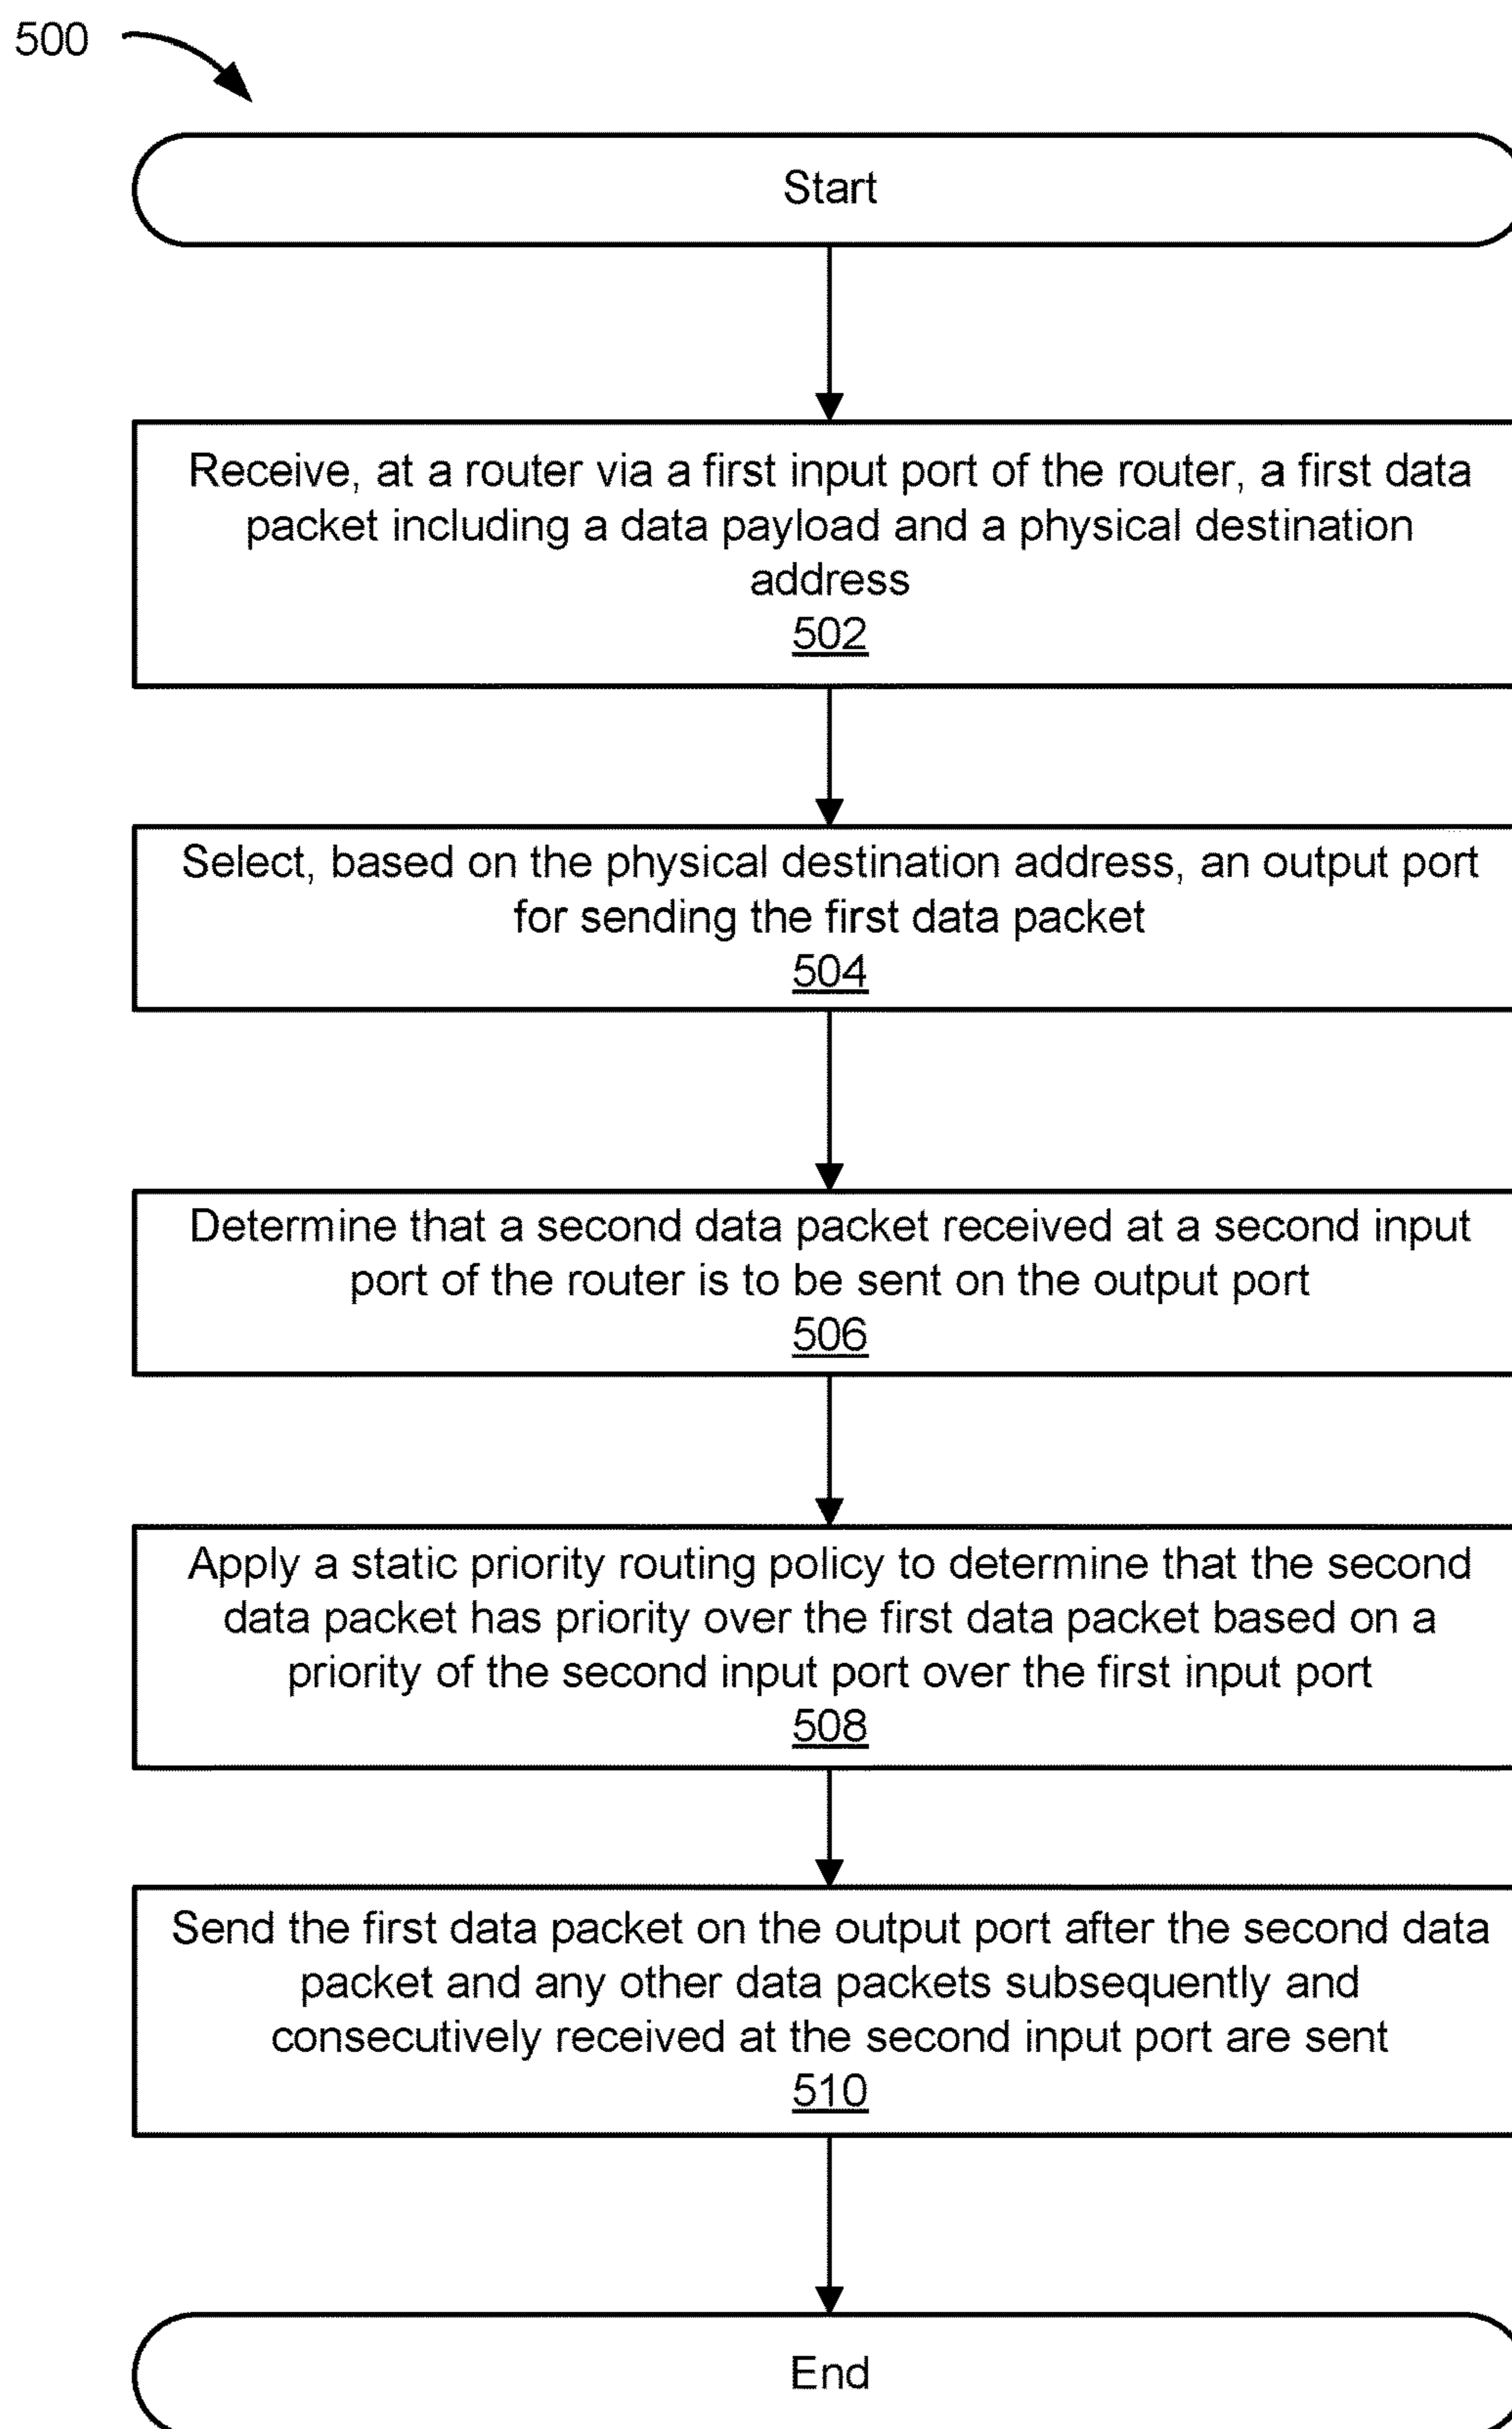 500
Start
Receive, at a router via a first input port of the router, a first data
packet including a data payload and a physical destination
address
502
Select, based on the physical destination address, an output port
for sending the first data packet
504
Determine that a second data packet received at a second input
port of the router is to be sent on the output port
506
Apply a static priority routing policy to determine that the second
data packet has priority over the first data packet based on a
priority of the second input port over the first input port
508
Send the first data packet on the output port after the second data
packet and any other data packets subsequently and
consecutively received at the second input port are sent
510
End